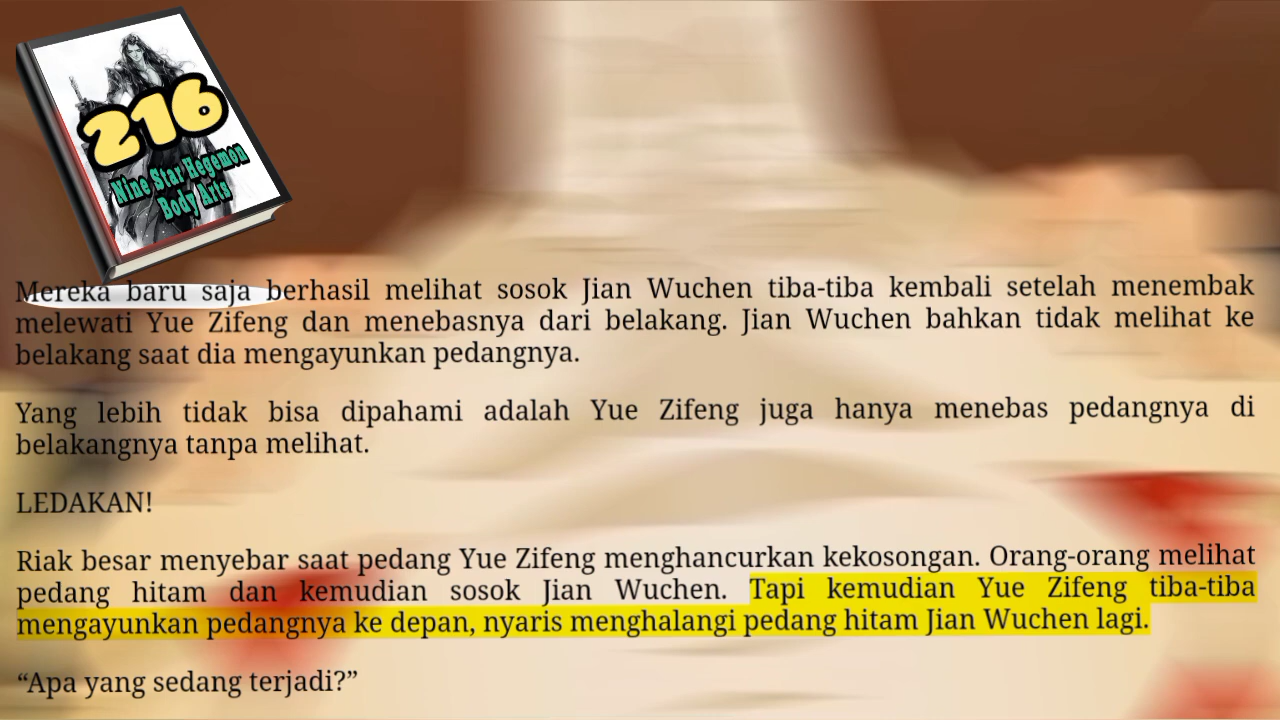 216
Nine Star Hegemon
Body Arts
Mereka baru saja berhasil melihat sosok Jian Wuchen tiba-tiba kembali setelah menembak
melewati Yue Zifeng dan menebasnya dari belakang. Jian Wuchen bahkan tidak melihat ke
belakang saat dia mengayunkan pedangnya.
Yang lebih tidak bisa dipahami adalah Yue Zifeng juga hanya menebas pedangnya di
belakangnya tanpa melihat.
LEDAKAN!
Riak besar menyebar saat pedang Yue Zifeng menghancurkan kekosongan. Orang-orang melihat
pedang hitam dan kemudian sosok Jian Wuchen. Tapi kemudian Yue Zifeng tiba-tiba
mengayunkan pedangnya ke depan, nyaris menghalangi pedang hitam Jian Wuchen lagi.
“Apa yang sedang terjadi?”